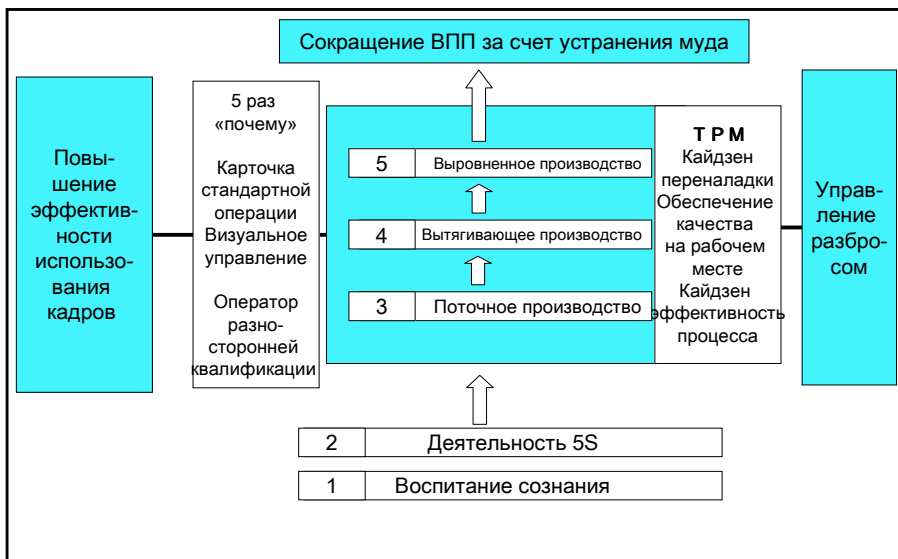 Сокращение ВПП за счет устранения муда
Повы-
шение
эффектив-
ности
использо-
вания
кадров
5 раз
«почему»
Карточка
стандартной
операции
Визуальное
управление
Оператор
разно-
сторонней
квалификации
5 Выровненное производство
4 Вытягивающее производство
3 Поточное производство
Т Р М
Кайдзен
переналадки
Обеспечение
качества
на рабочем
месте
Кайдзен
эффективность
процесса
Управ-
ление
разбро-
сом
2 Деятельность 5S
1 Воспитание сознания